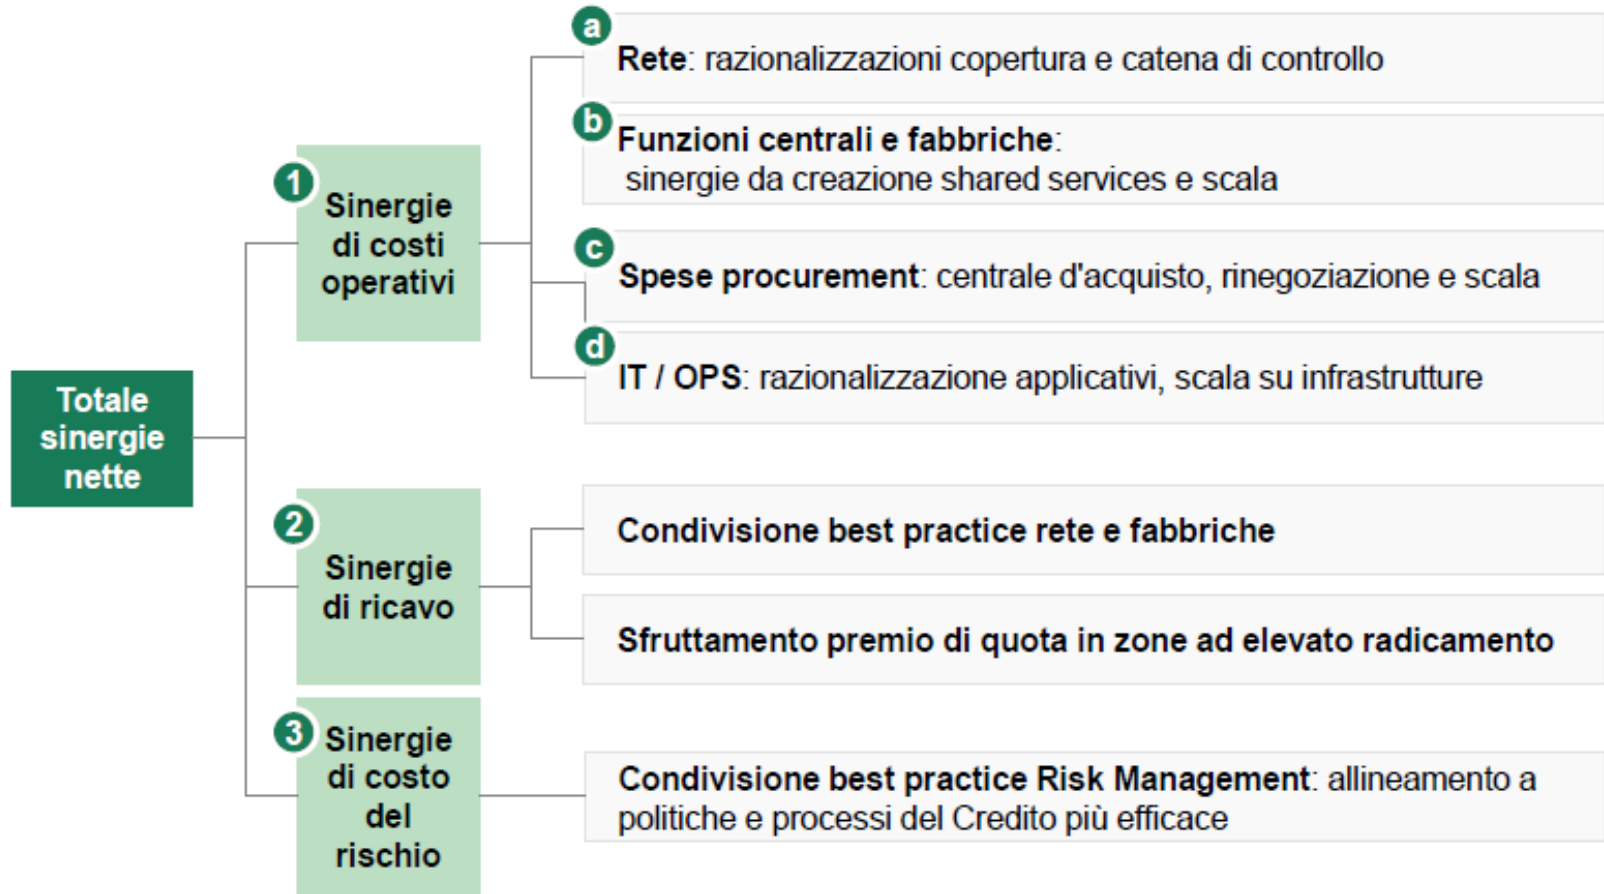 Totale
sinergie
nette
1
Sinergie
di costi
operativi
a
Rete: razionalizzazioni copertura e catena di controllo
b
Funzioni centrali e fabbriche:
sinergie da creazione shared services e scala
c
Spese procurement: centrale d'acquisto, rinegoziazione e scala
d
IT / OPS: razionalizzazione applicativi, scala su infrastrutture
2
Sinergie
di ricavo
Condivisione best practice rete e fabbriche
Sfruttamento premio di quota in zone ad elevato radicamento
3
Sinergie
di costo
del
rischio
Condivisione best practice Risk Management: allineamento a
politiche e processi del Credito più efficace